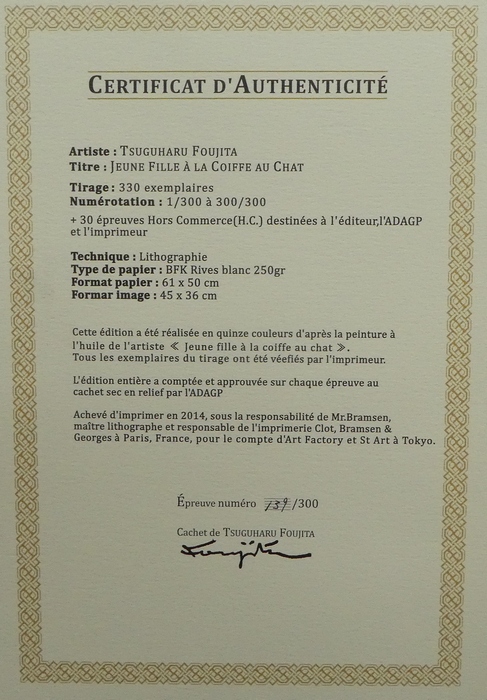 CERTIFICAT D'AUTHENTICITÉ
Artiste : TSUGUHARU FOUJITA
Titre : JEUNE FILLE À LA COIFFE AU CHAT
Tirage : 330 exemplaires
Numérotation : 1/300 à 300/300
+ 30 épreuves Hors Commerce(H.C.) destinées à l'éditeur,l'ADAGP
et l'imprimeur
Technique : Lithographie
Type de papier : BFK Rives blanc 250gr
Format papier : 61 x 50 cm
Formar image : 45 x 36 cm
Cette édition a été réalisée en quinze couleurs d'après la peinture à
l'huile de l'artiste ≪ Jeune fille à la coiffe au chat ≫.
Tous les exemplaires du tirage ont été véefiés par l'imprimeur.
L'édition entière a comptée et approuvée sur chaque épreuve au
cachet sec en relief par l'ADAGP
Achevé d'imprimer en 2014, sous la responsabilité de Mr.Bramsen,
maître lithographe et responsable de l'imprimerie Clot, Bramsen &
Georges à Paris, France, pour le compte d'Art Factory et St Art à Tokyo.
Épreuve numéro 139/300
Cachet de TSUGUHARU FOUJITA
Foujita